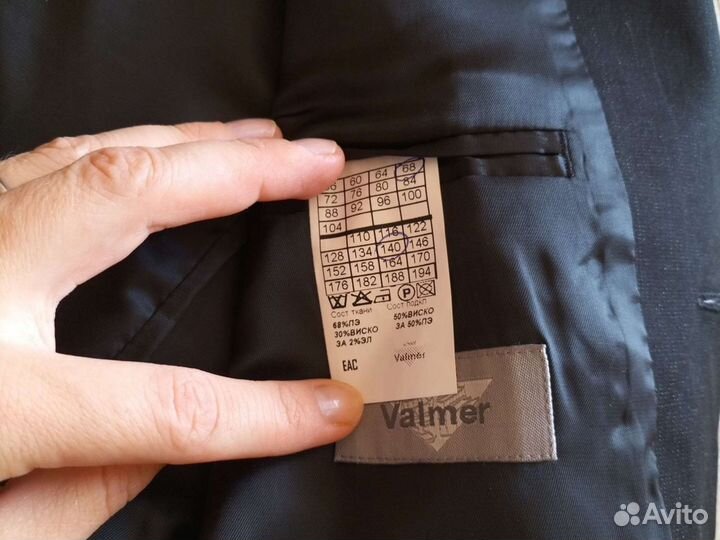 60 64 68
72 76 80 84
88 92 96 100
104
110 116 122
128 134 140 146
152 158 164 170
176 182 188 194
Сост ткани
68%ПЭ
30%ВИСКО
ЗА 2%ЭЛ
Сост подкл
50%ВИСКО
ЗА 50%ПЭ
P
ЕАС
Valmer
Valmer
Avito